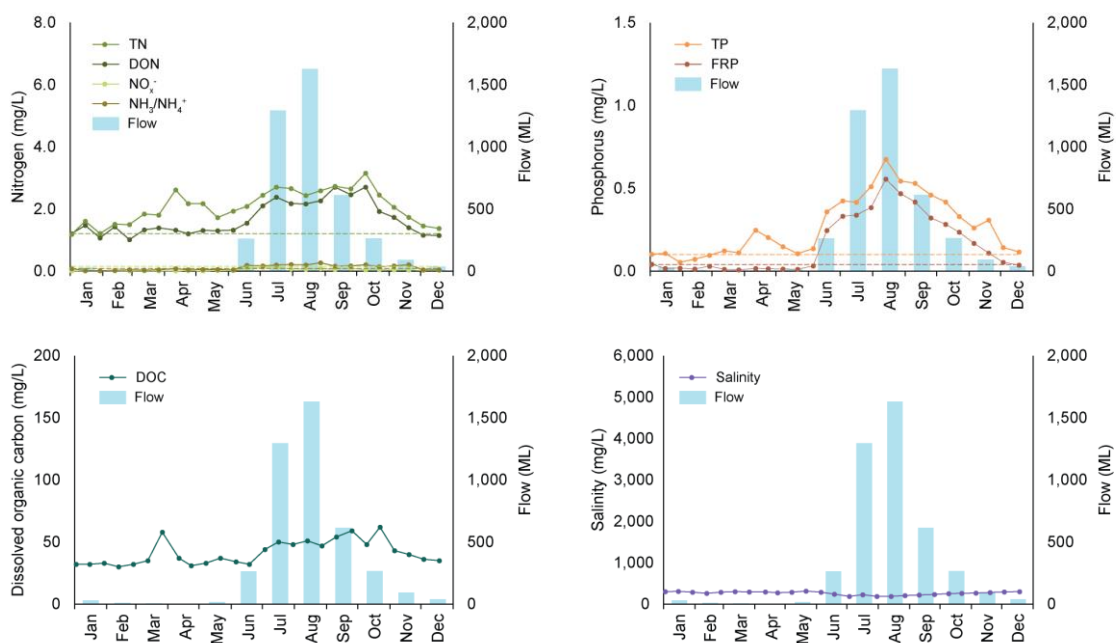 8.0
6.0
4.0
2.0
0.0
Nitrogen (mg/L)
TN
DON
NOₓ⁻
NH₃/NH₄⁺
Flow
2,000
1,500
1,000
500
0
Flow (ML)
Jan Feb Mar Apr May Jun Jul Aug Sep Oct Nov Dec
1.5
1.0
0.5
0.0
Phosphorus (mg/L)
TP
FRP
Flow
2,000
1,500
1,000
500
0
Flow (ML)
Jan Feb Mar Apr May Jun Jul Aug Sep Oct Nov Dec
200
150
100
50
0
Dissolved organic carbon (mg/L)
DOC
Flow
2,000
1,500
1,000
500
0
Flow (ML)
Jan Feb Mar Apr May Jun Jul Aug Sep Oct Nov Dec
6,000
5,000
4,000
3,000
2,000
1,000
0
Salinity (mg/L)
Salinity
Flow
2,000
1,500
1,000
500
0
Flow (ML)
Jan Feb Mar Apr May Jun Jul Aug Sep Oct Nov Dec